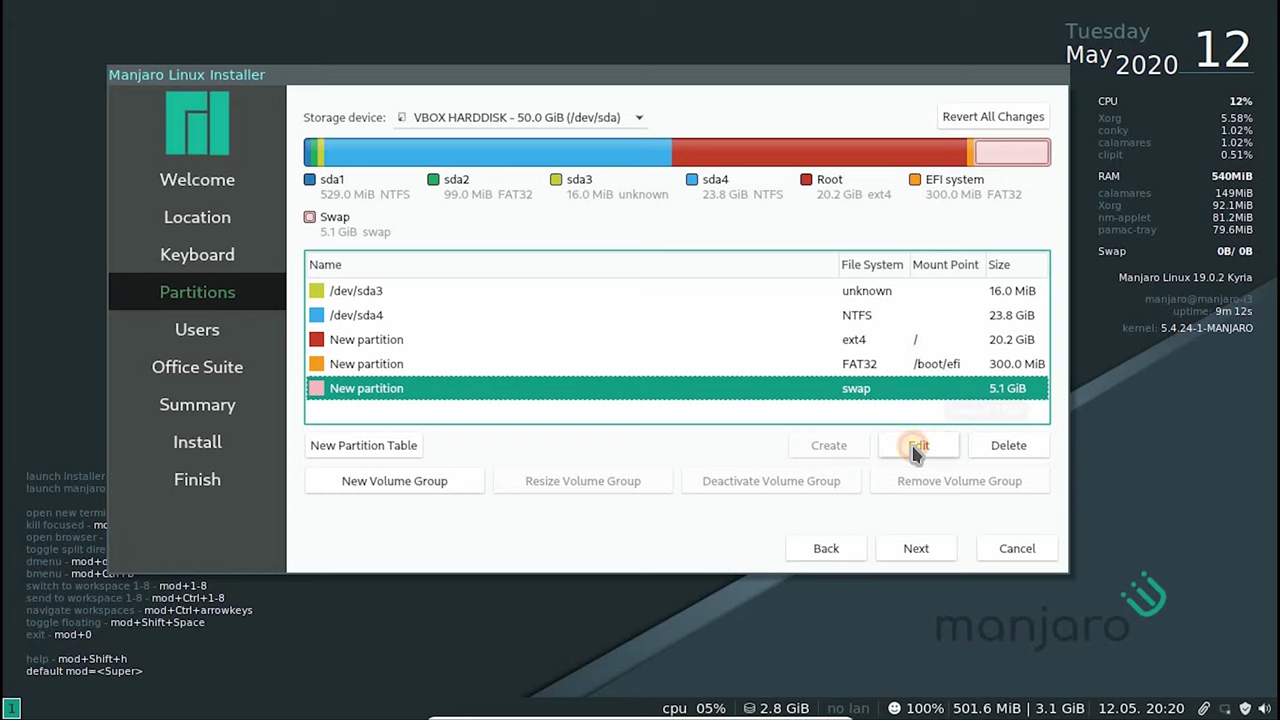 Tuesday
May 2020 12
Manjaro Linux Installer
Welcome
Location
Keyboard
Partitions
Users
Office Suite
Summary
Install
Finish
Storage device: VBOX HARDDISK - 50.0 GiB (/dev/sda)
Revert All Changes
sda1 sda2 sda3 sda4 Root EFI system
529.0 MiB NTFS 99.0 MiB FAT32 16.0 MiB unknown 23.8 GiB NTFS 20.2 GiB ext4 300.0 MiB FAT32
Swap
5.1 GiB swap
Name File System Mount Point Size
/dev/sda3 unknown 16.0 MiB
/dev/sda4 NTFS 23.8 GiB
New partition ext4 / 20.2 GiB
New partition FAT32 /boot/efi 300.0 MiB
New partition swap 5.1 GiB
New Partition Table Create Edit Delete
New Volume Group Resize Volume Group Deactivate Volume Group Remove Volume Group
Back Next Cancel
CPU 12%
Xorg 5.58%
conky 1.02%
calamares 1.02%
clipit 0.51%
RAM 540MiB
calamares 149MiB
Xorg 92.1MiB
nm-applet 81.2MiB
pamac-tray 79.6MiB
Swap 0B/ 0B
Manjaro Linux 19.0.2 Kyria
manjaro@manjaro-i3
uptime: 9m 12s
kernel: 5.4.24-1-MANJARO
launch installer
launch manjaro
open new
kill focused -
open browser -
toggle split
dmenu -
bmenu -
switch to workspace 1-8 - mod+1-8
send to workspace 1-8 - mod+Ctrl+1-8
navigate workspaces - mod+Ctrl+arrowkeys
toggle floating - mod+Shift+Space
exit - mod+0
help - mod+Shift+h
default mod=<Super>
manjaro
1
cpu 05% 2.8 GiB no lan 100% 501.6 MiB | 3.1 GiB 12.05. 20:20